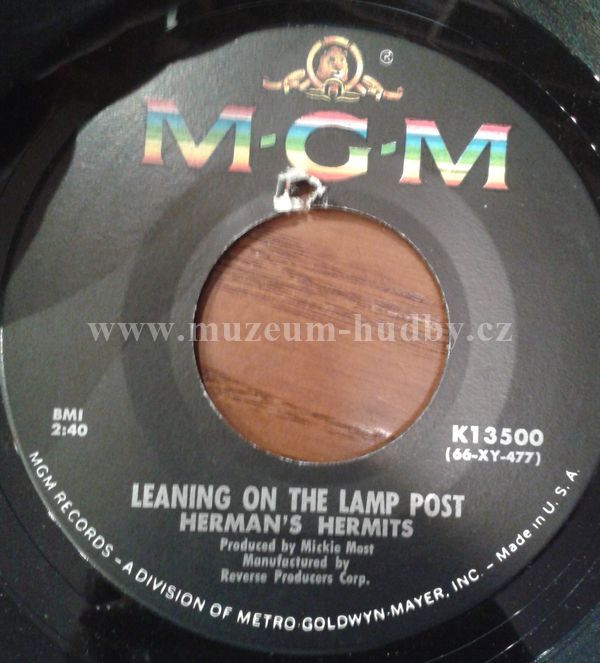 ®
M·G·M
www.muzeum-hudby.cz
BMI
2:40
K13500
(66-XY-477)
LEANING ON THE LAMP POST
HERMAN'S HERMITS
Produced by Mickie Most
Manufactured by
Reverse Producers Corp.
MGM RECORDS – A DIVISION OF METRO·GOLDWYN·MAYER, INC. – Made in U. S. A.